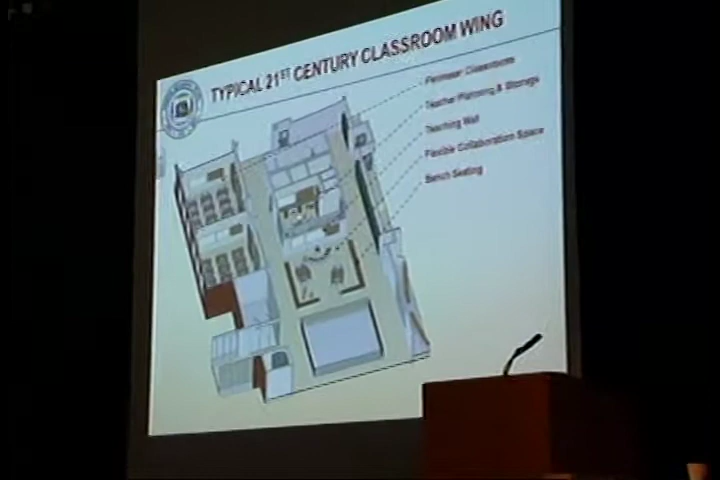 TYPICAL 21ST CENTURY CLASSROOM WING
Perimeter Classrooms
Teacher Planning & Storage
Teaching Wall
Flexible Collaboration Space
Bench Seating